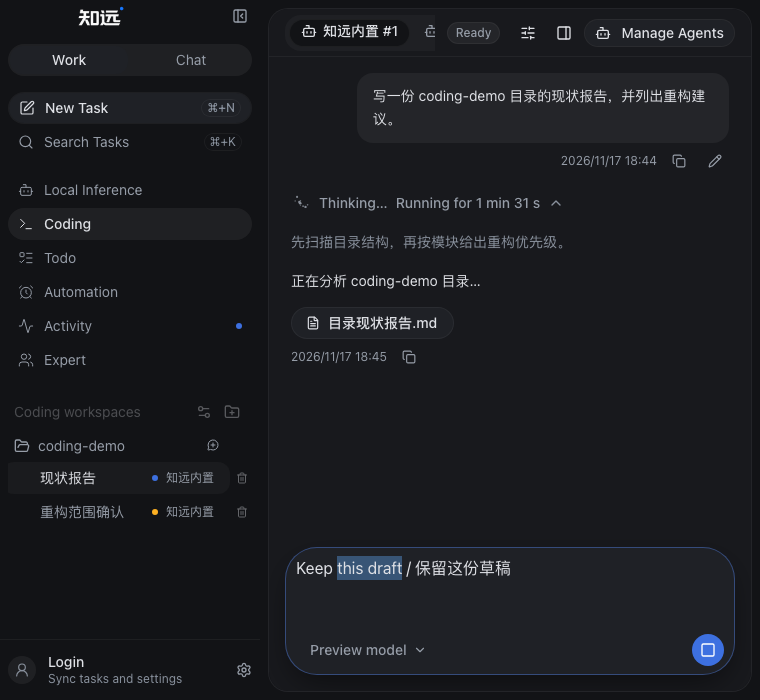 知远
Work
Chat
New Task
⌘+N
Search Tasks
⌘+K
Local Inference
Coding
Todo
Automation
Activity
Expert
Coding workspaces
coding-demo
现状报告
知远内置
重构范围确认
知远内置
Login
Sync tasks and settings
知远内置 #1
Ready
Manage Agents
写一份 coding-demo 目录的现状报告，并列出重构建
议。
2026/11/17 18:44
Thinking... Running for 1 min 31 s
先扫描目录结构，再按模块给出重构优先级。
正在分析 coding-demo 目录...
目录现状报告.md
2026/11/17 18:45
Keep this draft / 保留这份草稿
Preview model